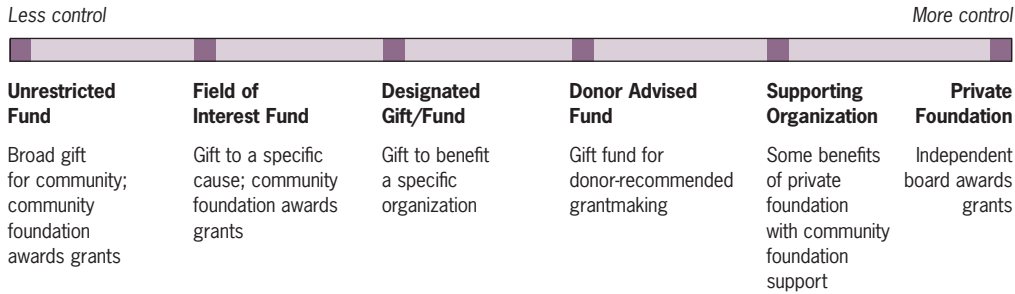 Less control
More control
Unrestricted
Fund
Broad gift
for community;
community
foundation
awards grants
Field of
Interest Fund
Gift to a specific
cause; community
foundation awards
grants
Designated
Gift/Fund
Gift to benefit
a specific
organization
Donor Advised
Fund
Gift fund for
donor-recommended
grantmaking
Supporting
Organization
Some benefits
of private
foundation
with community
foundation
support
Private
Foundation
Independent
board awards
grants